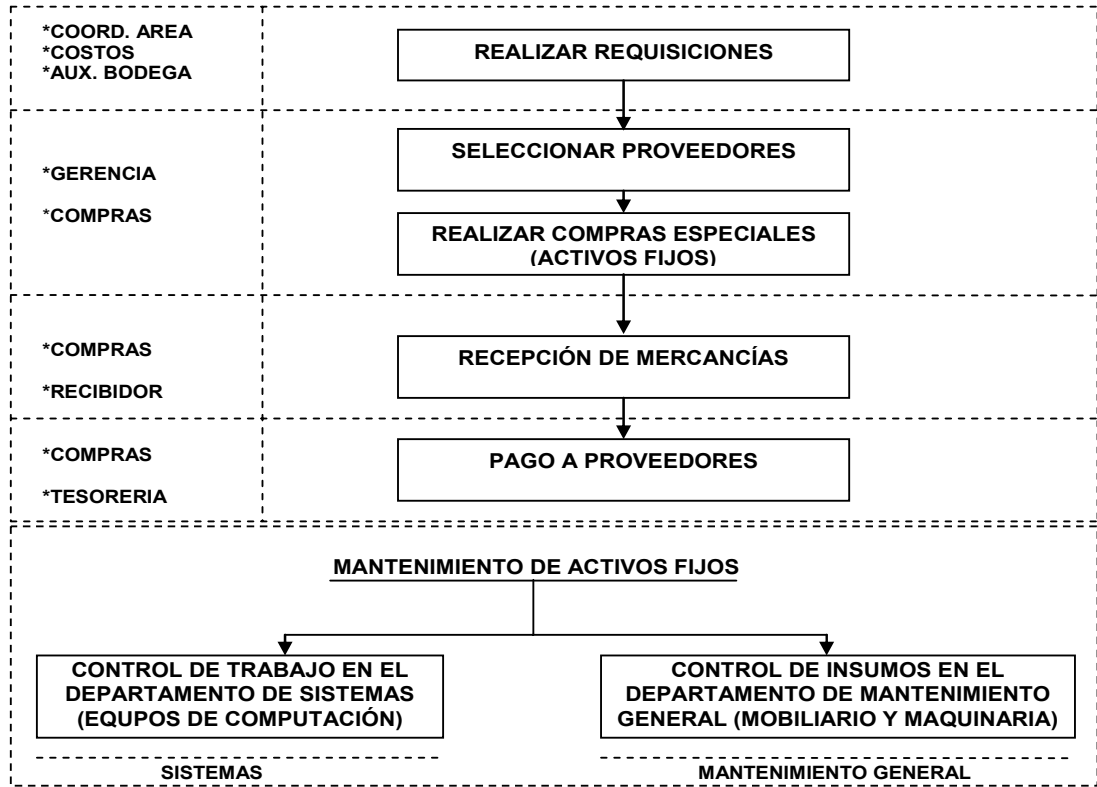 *COORD. AREA
*COSTOS
*AUX. BODEGA
REALIZAR REQUISICIONES
*GERENCIA
*COMPRAS
SELECCIONAR PROVEEDORES
REALIZAR COMPRAS ESPECIALES
(ACTIVOS FIJOS)
*COMPRAS
*RECIBIDOR
RECEPCIÓN DE MERCANCÍAS
*COMPRAS
*TESORERIA
PAGO A PROVEEDORES
MANTENIMIENTO DE ACTIVOS FIJOS
CONTROL DE TRABAJO EN EL
DEPARTAMENTO DE SISTEMAS
(EQUPOS DE COMPUTACIÓN)
CONTROL DE INSUMOS EN EL
DEPARTAMENTO DE MANTENIMIENTO
GENERAL (MOBILIARIO Y MAQUINARIA)
SISTEMAS
MANTENIMIENTO GENERAL